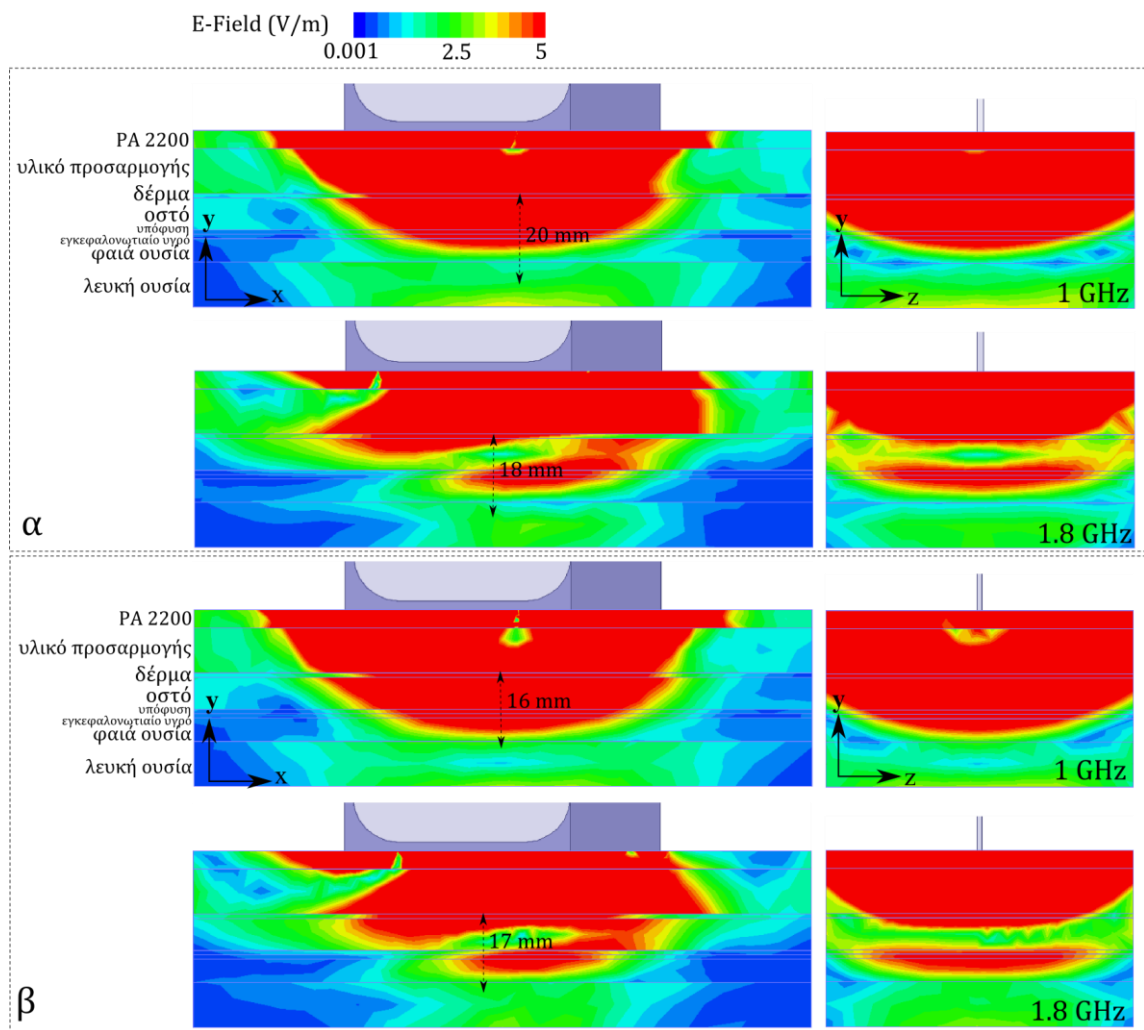 E-Field (V/m)
0.001 2.5 5
PA 2200
υλικό προσαρμογής
δέρμα
οστό
υπόφυση
εγκεφαλονωτιαίο υγρό
φαιά ουσία
λευκή ουσία
y
x
20 mm
y
z
1 GHz
18 mm
1.8 GHz
α
PA 2200
υλικό προσαρμογής
δέρμα
οστό
υπόφυση
εγκεφαλονωτιαίο υγρό
φαιά ουσία
λευκή ουσία
y
x
16 mm
y
z
1 GHz
17 mm
1.8 GHz
β